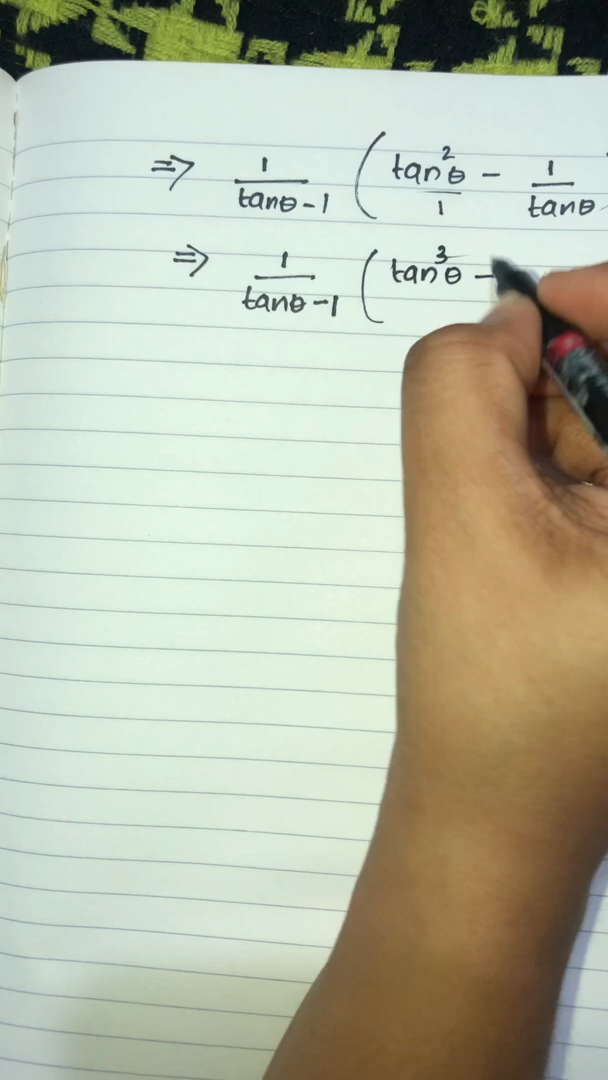 ⇒ 1/(tanθ-1) (tan²θ/1 - 1/tanθ
⇒ 1/(tanθ-1) (tan³θ -